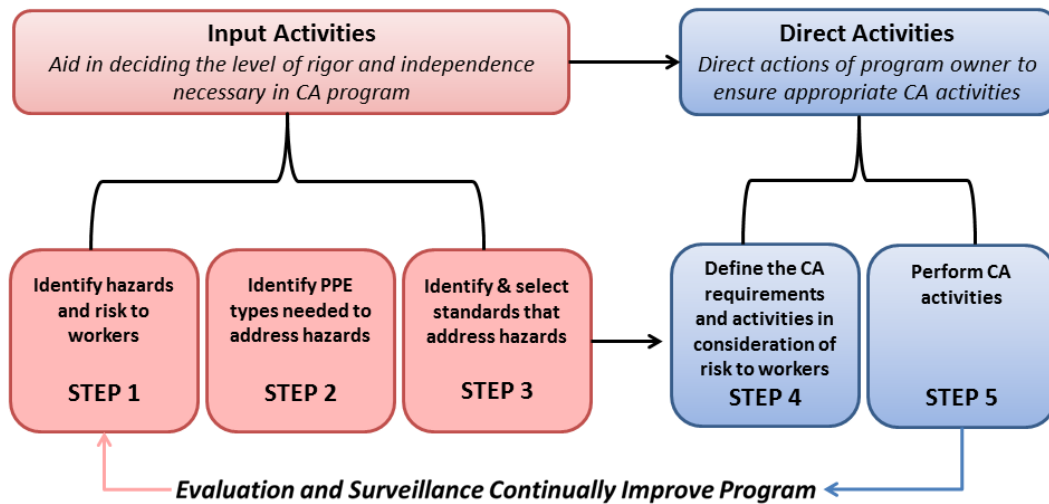 Input Activities
Aid in deciding the level of rigor and independence
necessary in CA program
Direct Activities
Direct actions of program owner to
ensure appropriate CA activities
Identify hazards
and risk to
workers
STEP 1
Identify PPE
types needed to
address hazards
STEP 2
Identify & select
standards that
address hazards
STEP 3
Define the CA
requirements
and activities in
consideration of
risk to workers
STEP 4
Perform CA
activities
STEP 5
Evaluation and Surveillance Continually Improve Program